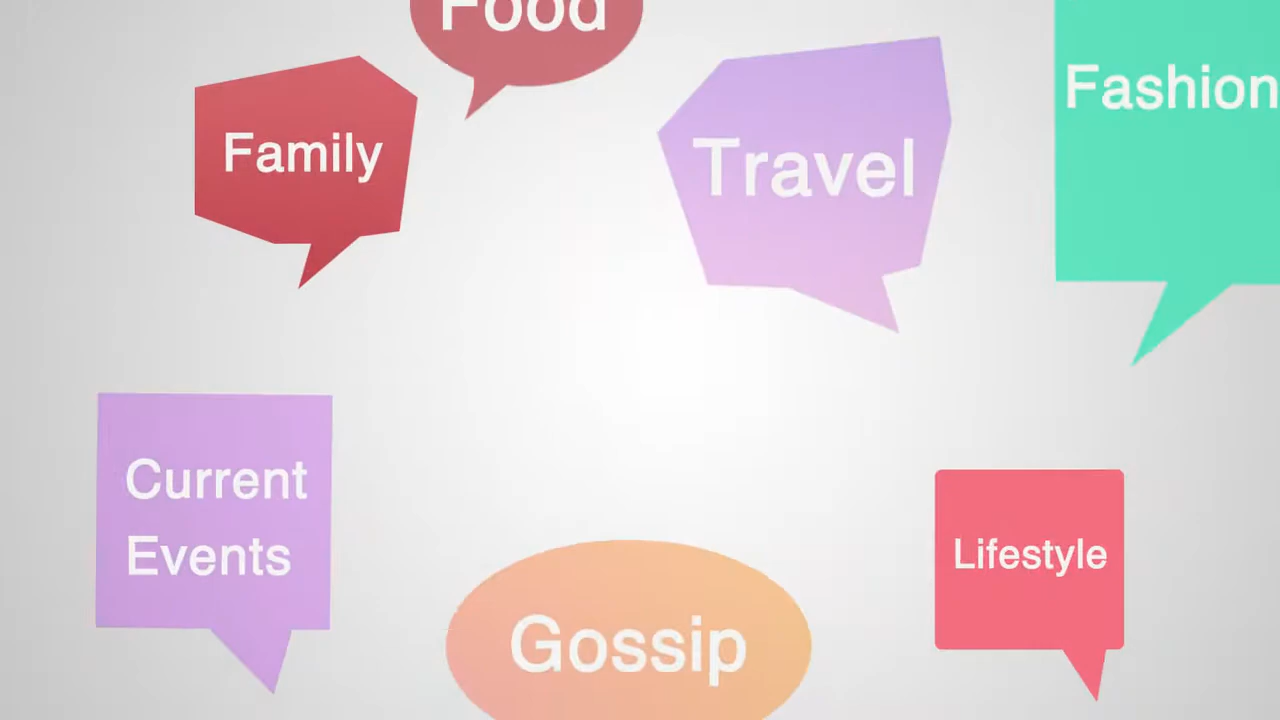 Food
Fashion
Family
Travel
Current
Events
Lifestyle
Gossip